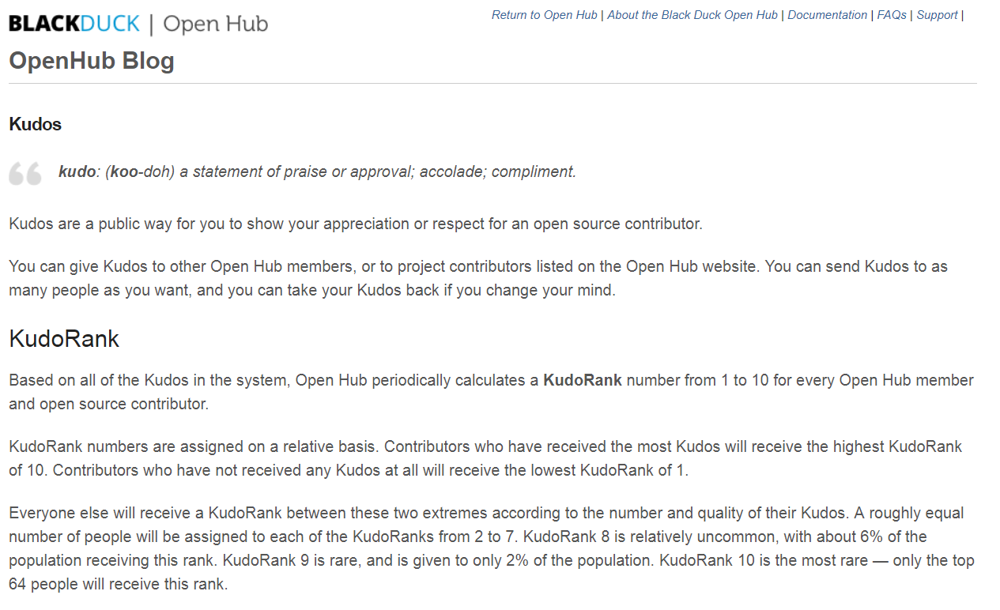 BLACKDUCK | Open Hub
Return to Open Hub | About the Black Duck Open Hub | Documentation | FAQs | Support |
OpenHub Blog
Kudos
“ kudo: (koo-doh) a statement of praise or approval; accolade; compliment.
Kudos are a public way for you to show your appreciation or respect for an open source contributor.
You can give Kudos to other Open Hub members, or to project contributors listed on the Open Hub website. You can send Kudos to as
many people as you want, and you can take your Kudos back if you change your mind.
KudoRank
Based on all of the Kudos in the system, Open Hub periodically calculates a KudoRank number from 1 to 10 for every Open Hub member
and open source contributor.
KudoRank numbers are assigned on a relative basis. Contributors who have received the most Kudos will receive the highest KudoRank
of 10. Contributors who have not received any Kudos at all will receive the lowest KudoRank of 1.
Everyone else will receive a KudoRank between these two extremes according to the number and quality of their Kudos. A roughly equal
number of people will be assigned to each of the KudoRanks from 2 to 7. KudoRank 8 is relatively uncommon, with about 6% of the
population receiving this rank. KudoRank 9 is rare, and is given to only 2% of the population. KudoRank 10 is the most rare — only the top
64 people will receive this rank.